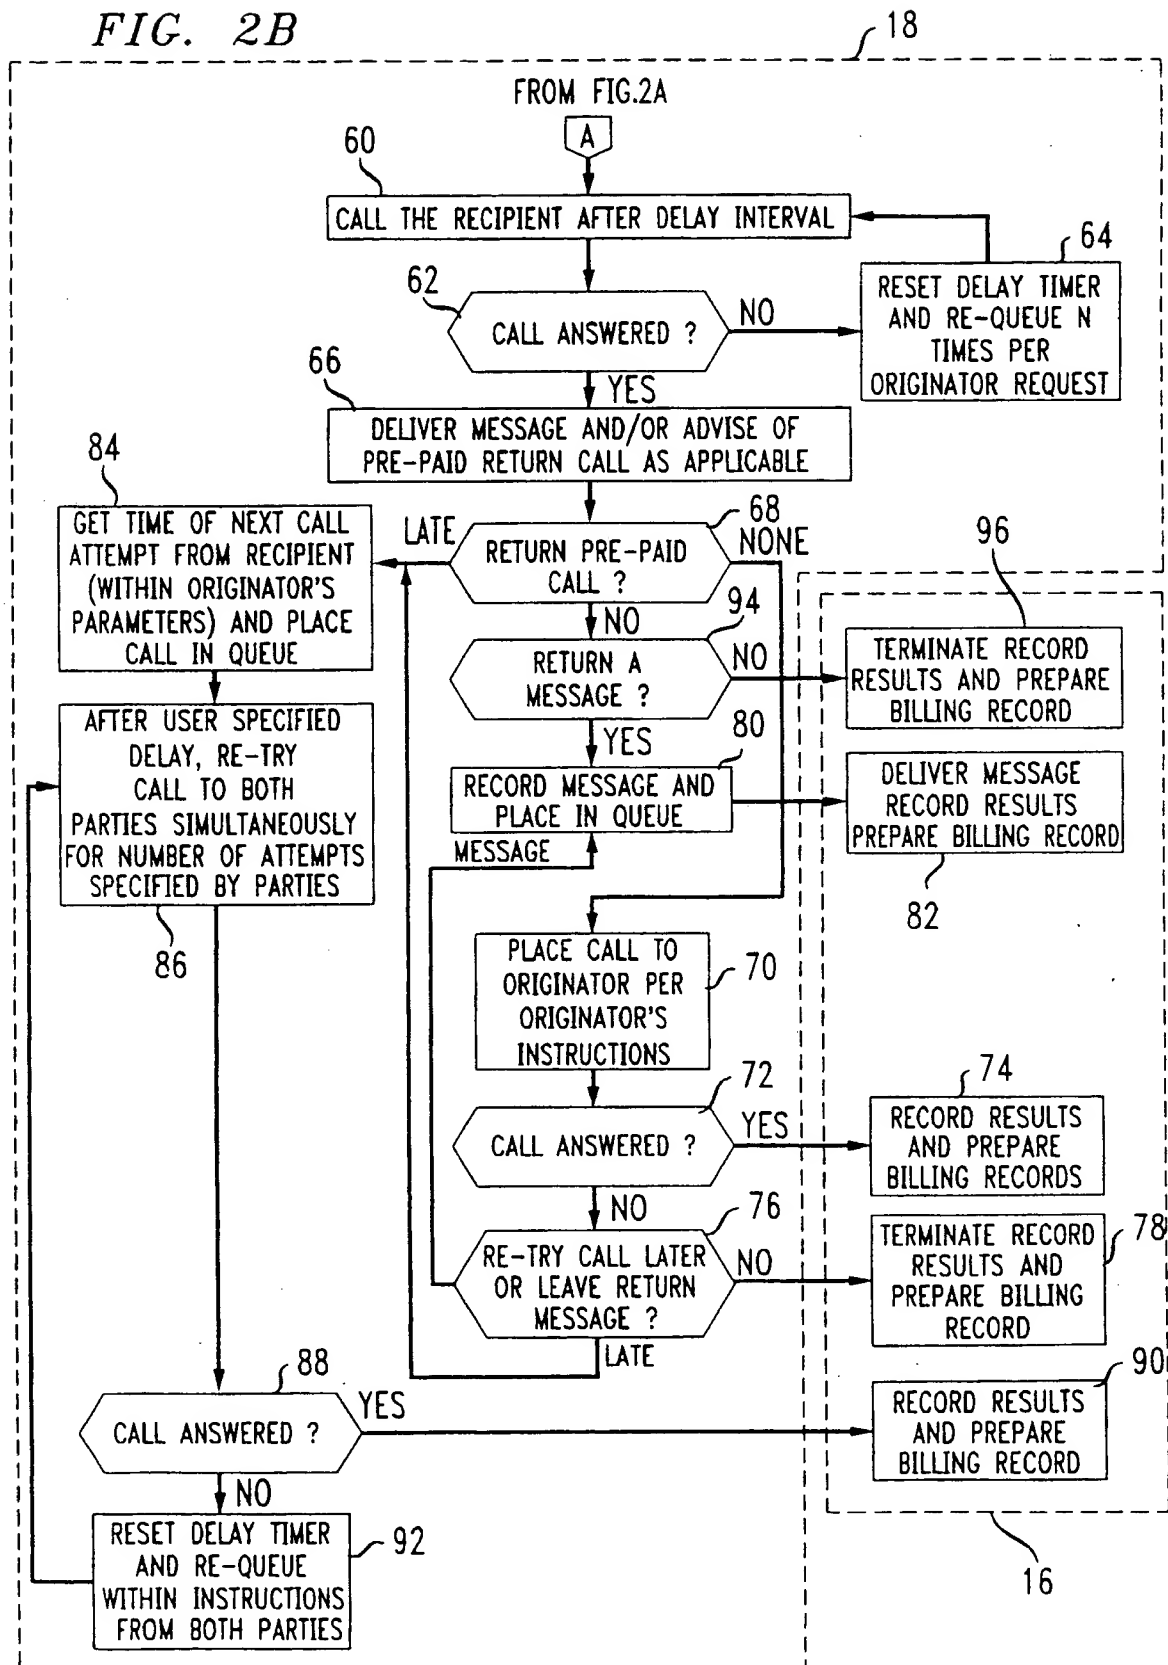 FIG. 2B
18
FROM FIG.2A
A
60
CALL THE RECIPIENT AFTER DELAY INTERVAL
62
CALL ANSWERED ?
NO
64
RESET DELAY TIMER
AND RE-QUEUE N
TIMES PER
ORIGINATOR REQUEST
YES
66
DELIVER MESSAGE AND/OR ADVISE OF
PRE-PAID RETURN CALL AS APPLICABLE
84
GET TIME OF NEXT CALL
ATTEMPT FROM RECIPIENT
(WITHIN ORIGINATOR'S
PARAMETERS) AND PLACE
CALL IN QUEUE
LATE
68
RETURN PRE-PAID
CALL ?
NONE
NO
94
RETURN A
MESSAGE ?
NO
96
TERMINATE RECORD
RESULTS AND PREPARE
BILLING RECORD
AFTER USER SPECIFIED
DELAY, RE-TRY
CALL TO BOTH
PARTIES SIMULTANEOUSLY
FOR NUMBER OF ATTEMPTS
SPECIFIED BY PARTIES
86
YES
80
RECORD MESSAGE AND
PLACE IN QUEUE
MESSAGE
DELIVER MESSAGE
RECORD RESULTS
PREPARE BILLING RECORD
82
PLACE CALL TO
ORIGINATOR PER
ORIGINATOR'S
INSTRUCTIONS
70
72
CALL ANSWERED ?
YES
74
RECORD RESULTS
AND PREPARE
BILLING RECORDS
NO
76
RE-TRY CALL LATER
OR LEAVE RETURN
MESSAGE ?
NO
LATE
78
TERMINATE RECORD
RESULTS AND
PREPARE BILLING
RECORD
88
CALL ANSWERED ?
YES
90
RECORD RESULTS
AND PREPARE
BILLING RECORD
NO
RESET DELAY TIMER
AND RE-QUEUE
WITHIN INSTRUCTIONS
FROM BOTH PARTIES
92
16